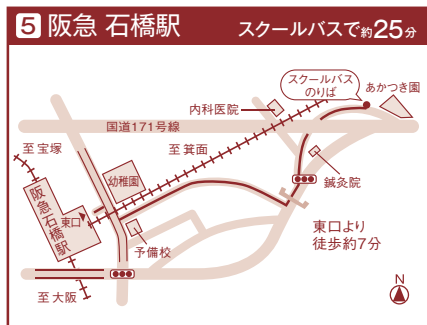 5 阪急 石橋駅
スクールバスで約25分
スクールバス
のりば
あかつき園
内科医院
国道171号線
至 宝塚
至 箕面
幼稚園
鍼灸院
阪急石橋駅
東口
予備校
東口より
徒歩約7分
至 大阪
N